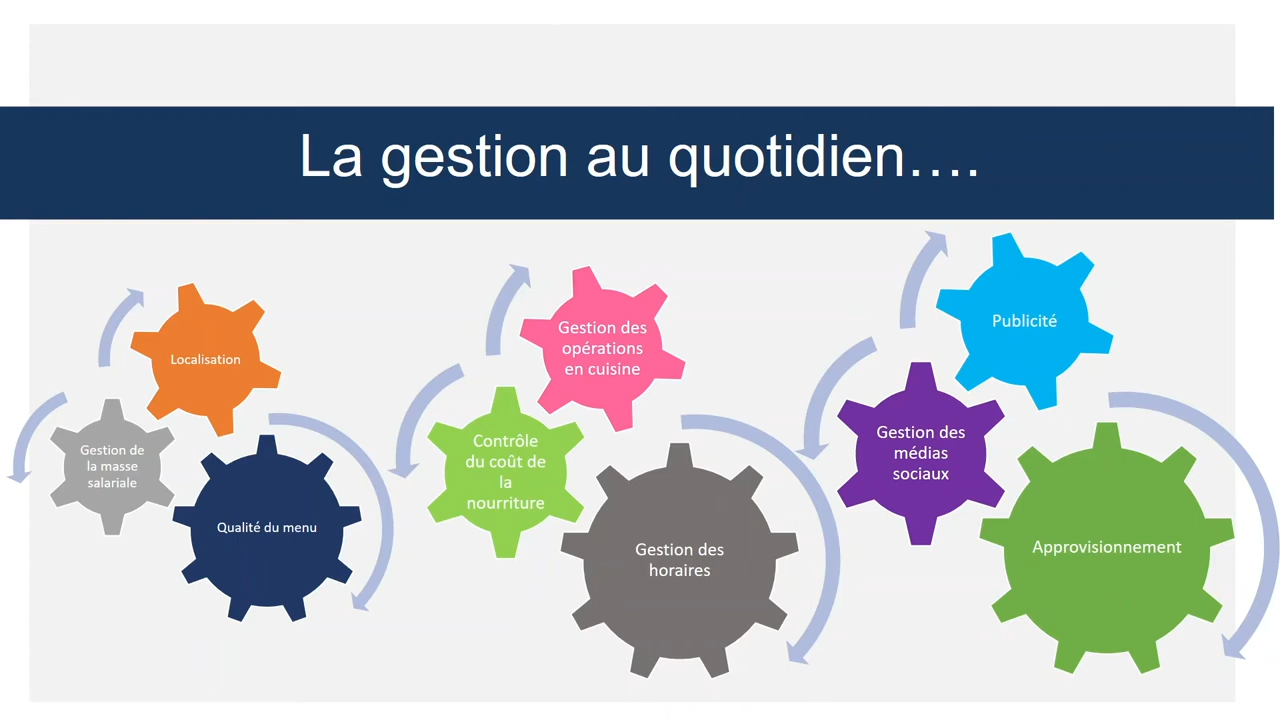 La gestion au quotidien….
Localisation
Gestion de
la masse
salariale
Qualité du menu
Gestion des
opérations
en cuisine
Contrôle
du coût de
la
nourriture
Gestion des
horaires
Publicité
Gestion des
médias
sociaux
Approvisionnement